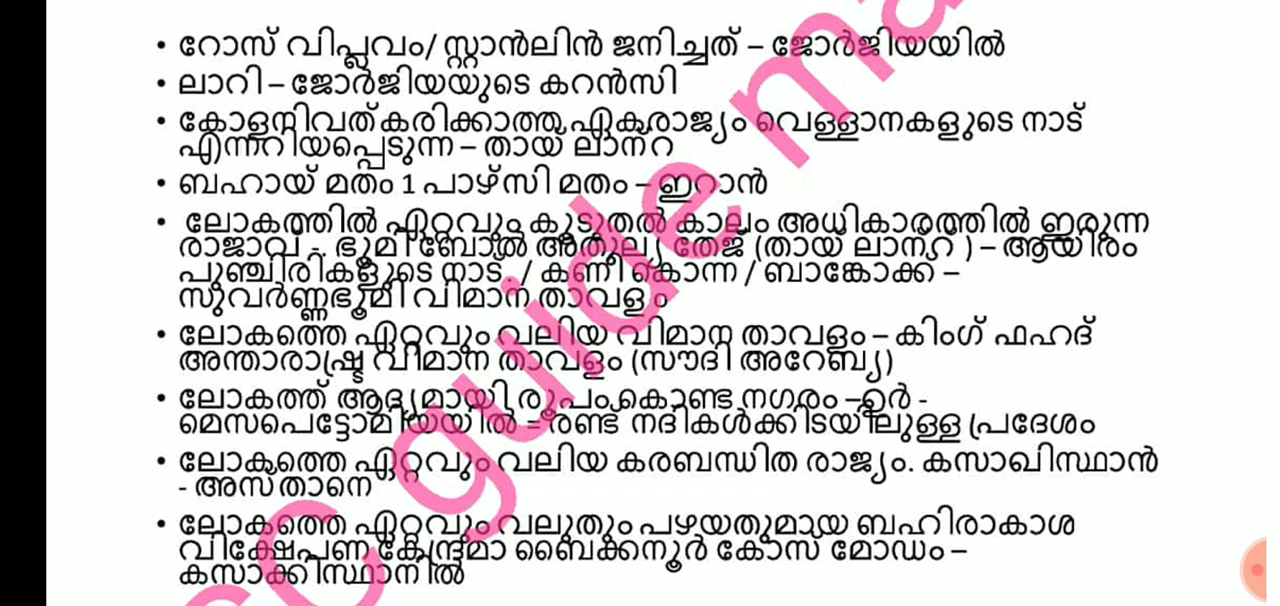 • റോസ് വിപ്ലവം/ സ്റ്റാൻലിൻ ജനിച്ചത് – ജോർജിയയിൽ
• ലാറി – ജോർജിയയുടെ കറൻസി
• കോളനിവത്കരിക്കാത്ത ഏകരാജ്യം വെള്ളാനകളുടെ നാട്
എന്നറിയപ്പെടുന്ന – തായ് ലാന്റ്
• ബഹായ് മതം 1 പാഴ്സി മതം – ഇറാൻ
• ലോകത്തിൽ ഏറ്റവും കൂടുതൽ കാലം അധികാരത്തിൽ ഇരുന്ന
രാജാവ് - ഭൂമി ബോൽ അതുല്യ തേജ് (തായ് ലാന്റ് ) – ആയിരം
പുഞ്ചിരികളുടെ നാട് / കണി കൊന്ന / ബാങ്കോക്ക് –
സുവർണ്ണഭൂമി വിമാന താവളം
• ലോകത്തെ ഏറ്റവും വലിയ വിമാന താവളം – കിംഗ് ഫഹദ്
അന്താരാഷ്ട്ര വിമാന താവളം (സൗദി അറേബ്യ)
• ലോകത്ത് ആദ്യമായി രൂപം കൊണ്ട നഗരം –ഉർ -
മെസപെട്ടോമിയയിൽ = രണ്ട് നദികൾക്കിടയിലുള്ള പ്രദേശം
• ലോകത്തെ ഏറ്റവും വലിയ കരബന്ധിത രാജ്യം. കസാഖിസ്ഥാൻ
- അസ്താനെ
• ലോകത്തെ ഏറ്റവും വലുതും പഴയതുമായ ബഹിരാകാശ
വിക്ഷേപണ കേന്ദ്രമാ ബൈക്കനൂർ കോസ് മോഡം –
കസാക്കിസ്ഥാനിൽ
cc guide ma